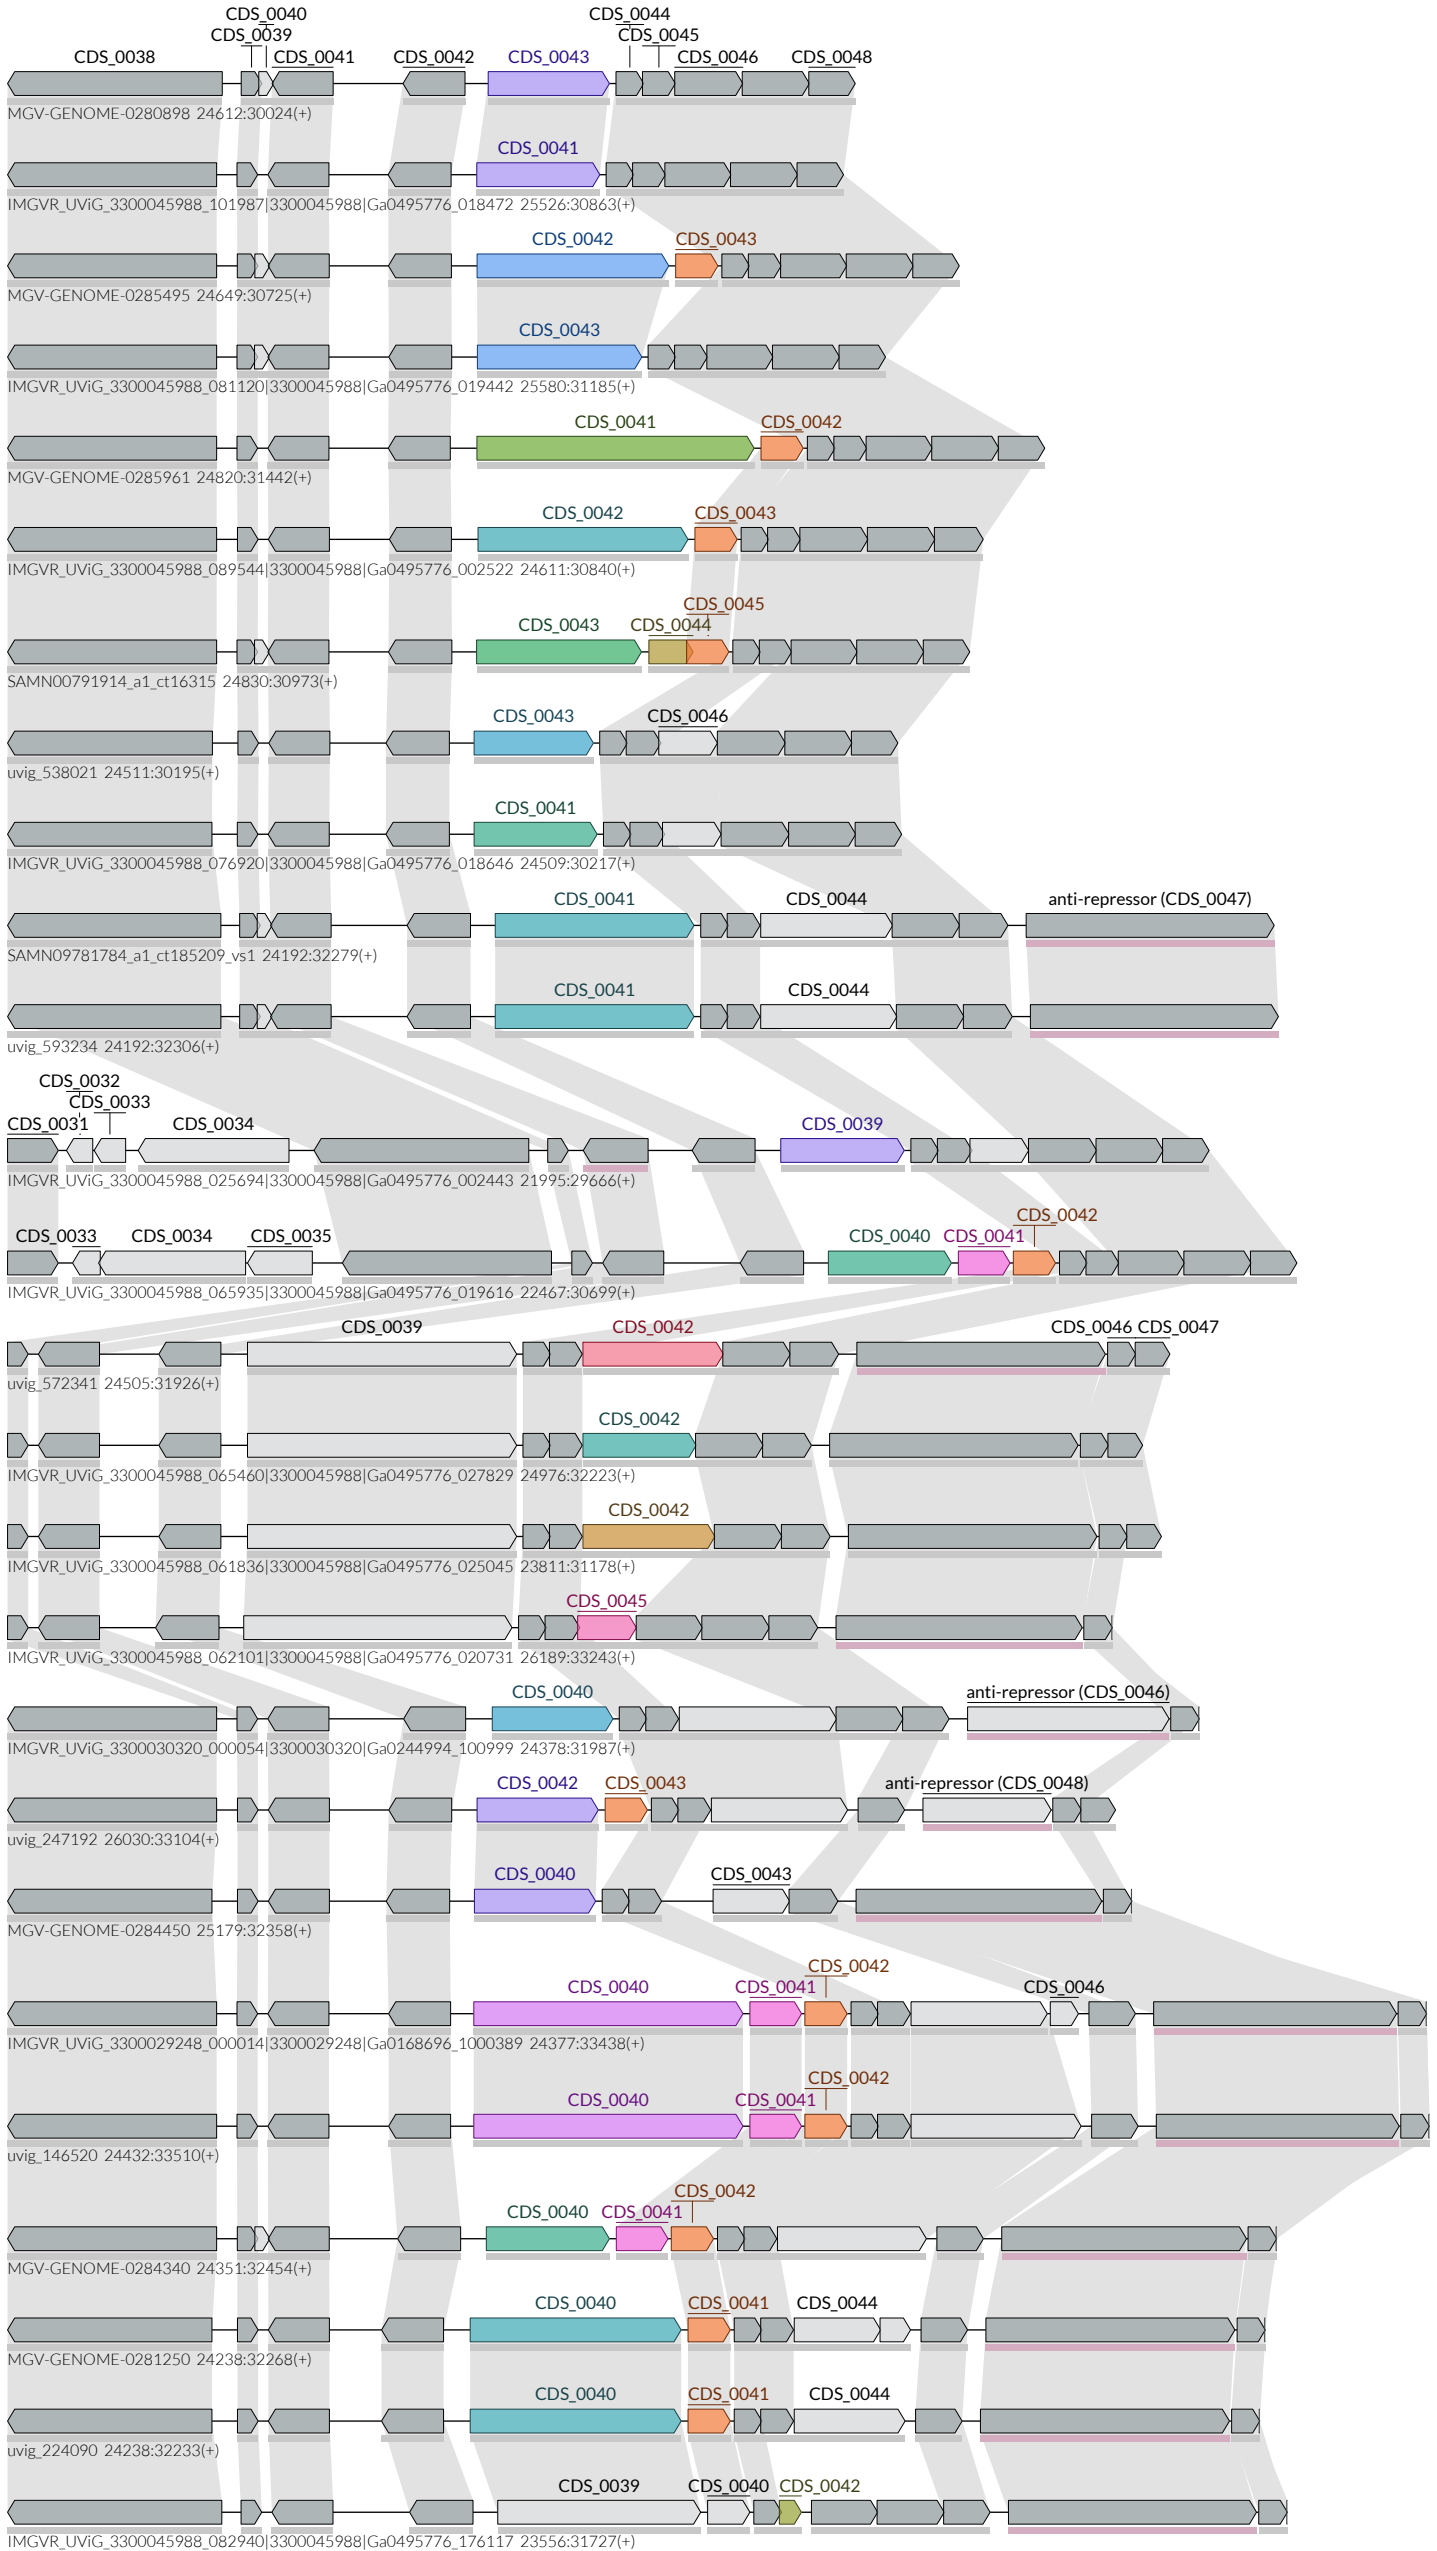 CDS_0040
CDS_0044
CDS_0039
CDS_0045
CDS_0038
CDS_0041
CDS_0042
CDS_0043
CDS_0046
CDS_0048
MGV-GENOME-0280898 24612:30024(+)
CDS_0041
IMGVR_UViG_3300045988_101987|3300045988|Ga0495776_018472 25526:30863(+)
CDS_0042
CDS_0043
MGV-GENOME-0285495 24649:30725(+)
CDS_0043
IMGVR_UViG_3300045988_081120|3300045988|Ga0495776_019442 25580:31185(+)
CDS_0041
CDS_0042
MGV-GENOME-0285961 24820:31442(+)
CDS_0042
CDS_0043
IMGVR_UViG_3300045988_089544|3300045988|Ga0495776_002522 24611:30840(+)
CDS_0045
CDS_0043
CDS_0044
SAMN00791914_a1_ct16315 24830:30973(+)
CDS_0043
CDS_0046
uvig_538021 24511:30195(+)
CDS_0041
IMGVR_UViG_3300045988_076920|3300045988|Ga0495776_018646 24509:30217(+)
CDS_0041
CDS_0044
anti-repressor (CDS_0047)
SAMN09781784_a1_ct185209_vs1 24192:32279(+)
CDS_0041
CDS_0044
uvig_593234 24192:32306(+)
CDS_0032
CDS_0033
CDS_0031
CDS_0034
CDS_0039
IMGVR_UViG_3300045988_025694|3300045988|Ga0495776_002443 21995:29666(+)
CDS_0042
CDS_0033
CDS_0034
CDS_0035
CDS_0040
CDS_0041
IMGVR_UViG_3300045988_065935|3300045988|Ga0495776_019616 22467:30699(+)
CDS_0039
CDS_0042
CDS_0046
CDS_0047
uvig_572341 24505:31926(+)
CDS_0042
IMGVR_UViG_3300045988_065460|3300045988|Ga0495776_027829 24976:32223(+)
CDS_0042
IMGVR_UViG_3300045988_061836|3300045988|Ga0495776_025045 23811:31178(+)
CDS_0045
IMGVR_UViG_3300045988_062101|3300045988|Ga0495776_020731 26189:33243(+)
CDS_0040
anti-repressor (CDS_0046)
IMGVR_UViG_3300030320_000054|3300030320|Ga0244994_100999 24378:31987(+)
CDS_0042
CDS_0043
anti-repressor (CDS_0048)
uvig_247192 26030:33104(+)
CDS_0040
CDS_0043
MGV-GENOME-0284450 25179:32358(+)
CDS_0042
CDS_0040
CDS_0041
CDS_0046
IMGVR_UViG_3300029248_000014|3300029248|Ga0168696_1000389 24377:33438(+)
CDS_0042
CDS_0040
CDS_0041
uvig_146520 24432:33510(+)
CDS_0042
CDS_0040
CDS_0041
MGV-GENOME-0284340 24351:32454(+)
CDS_0040
CDS_0041
CDS_0044
MGV-GENOME-0281250 24238:32268(+)
CDS_0040
CDS_0041
CDS_0044
uvig_224090 24238:32233(+)
CDS_0039
CDS_0040
CDS_0042
IMGVR_UViG_3300045988_082940|3300045988|Ga0495776_176117 23556:31727(+)